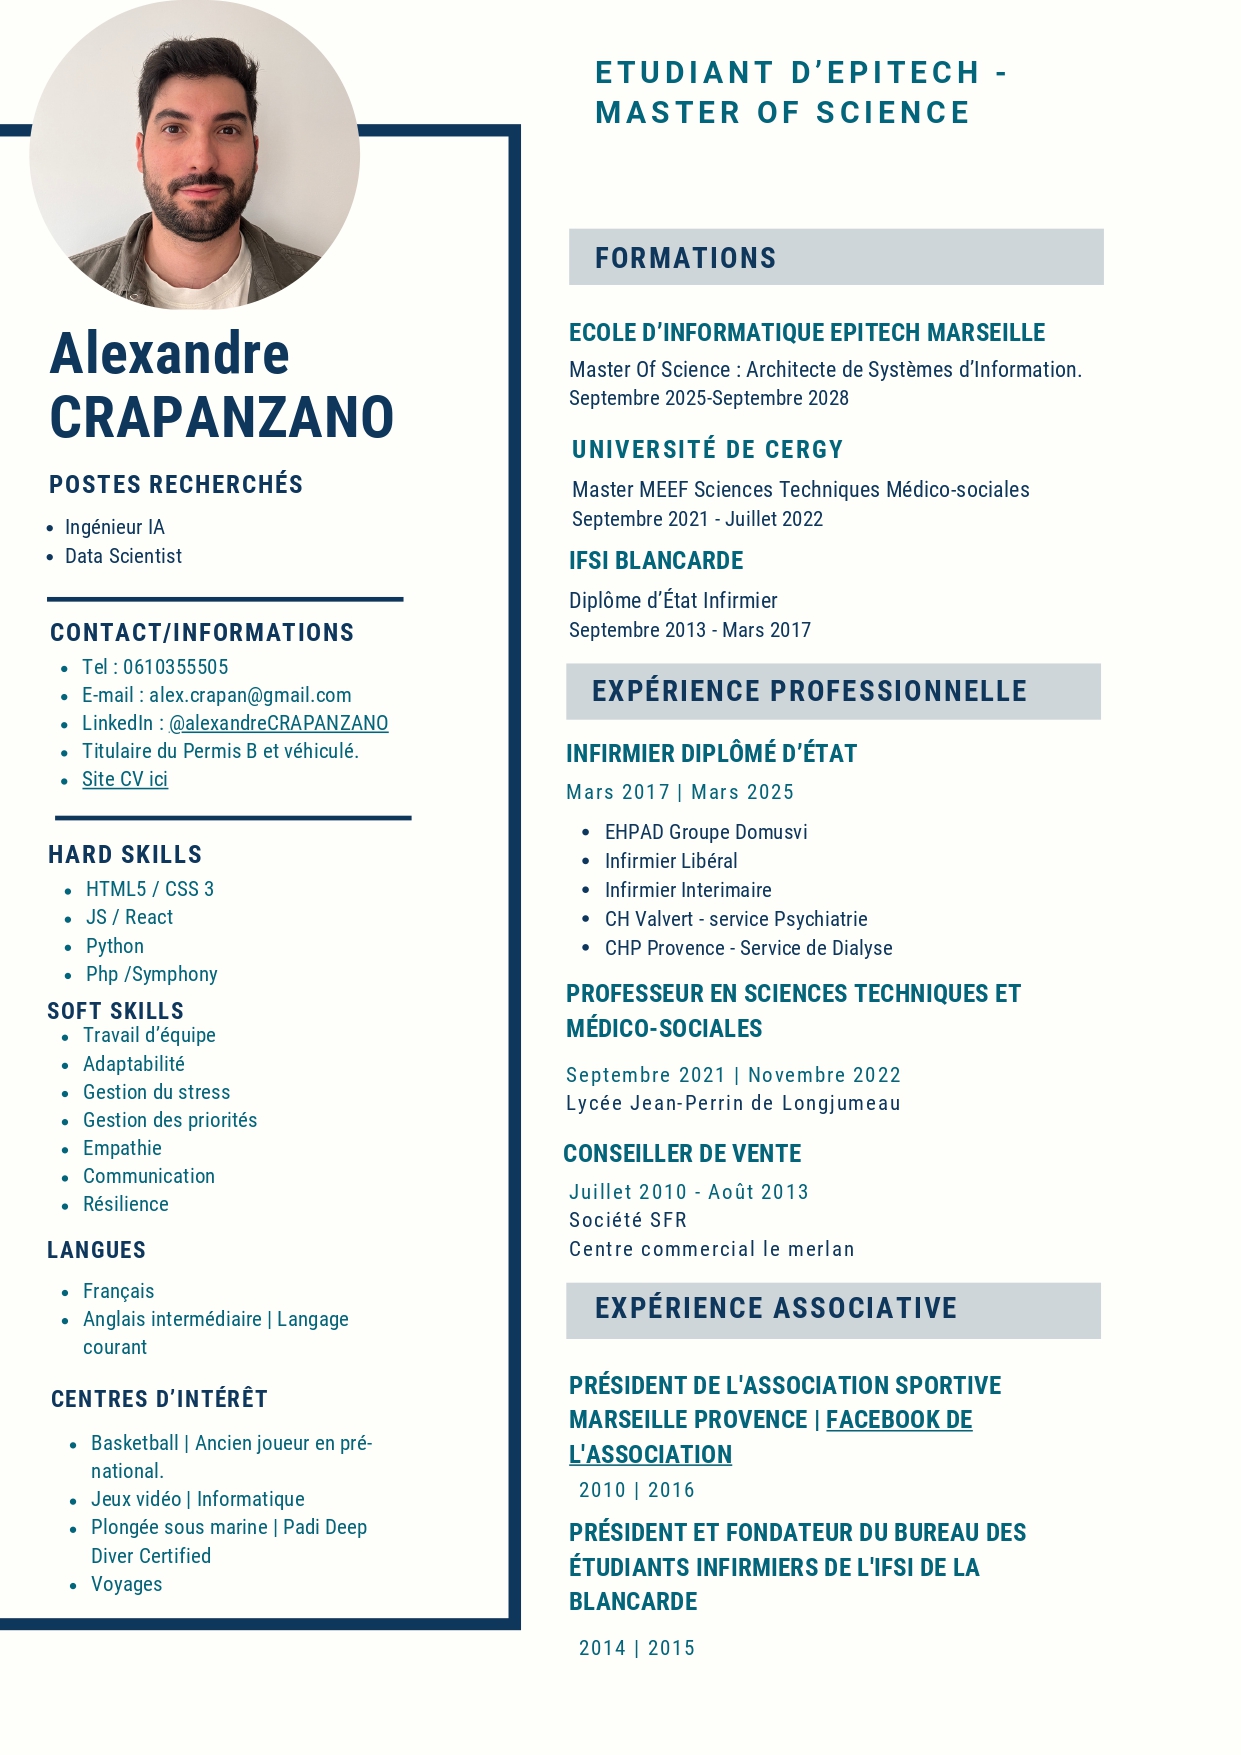 Alexandre
CRAPANZANO
POSTES RECHERCHÉS
• Ingénieur IA
• Data Scientist
CONTACT/INFORMATIONS
• Tel : 0610355505
• E-mail : alex.crapan@gmail.com
• LinkedIn : @alexandreCRAPANZANO
• Titulaire du Permis B et véhiculé.
• Site CV ici
HARD SKILLS
• HTML5 / CSS 3
• JS / React
• Python
• Php /Symphony
SOFT SKILLS
• Travail d’équipe
• Adaptabilité
• Gestion du stress
• Gestion des priorités
• Empathie
• Communication
• Résilience
LANGUES
• Français
• Anglais intermédiaire | Langage
courant
CENTRES D’INTÉRÊT
• Basketball | Ancien joueur en pré-
national.
• Jeux vidéo | Informatique
• Plongée sous marine | Padi Deep
Diver Certified
• Voyages
ETUDIANT D’EPITECH -
MASTER OF SCIENCE
FORMATIONS
ECOLE D’INFORMATIQUE EPITECH MARSEILLE
Master Of Science : Architecte de Systèmes d’Information.
Septembre 2025-Septembre 2028
UNIVERSITÉ DE CERGY
Master MEEF Sciences Techniques Médico-sociales
Septembre 2021 - Juillet 2022
IFSI BLANCARDE
Diplôme d’État Infirmier
Septembre 2013 - Mars 2017
EXPÉRIENCE PROFESSIONNELLE
INFIRMIER DIPLÔMÉ D’ÉTAT
Mars 2017 | Mars 2025
• EHPAD Groupe Domusvi
• Infirmier Libéral
• Infirmier Interimaire
• CH Valvert - service Psychiatrie
• CHP Provence - Service de Dialyse
PROFESSEUR EN SCIENCES TECHNIQUES ET
MÉDICO-SOCIALES
Septembre 2021 | Novembre 2022
Lycée Jean-Perrin de Longjumeau
CONSEILLER DE VENTE
Juillet 2010 - Août 2013
Société SFR
Centre commercial le merlan
EXPÉRIENCE ASSOCIATIVE
PRÉSIDENT DE L'ASSOCIATION SPORTIVE
MARSEILLE PROVENCE | FACEBOOK DE
L'ASSOCIATION
2010 | 2016
PRÉSIDENT ET FONDATEUR DU BUREAU DES
ÉTUDIANTS INFIRMIERS DE L'IFSI DE LA
BLANCARDE
2014 | 2015